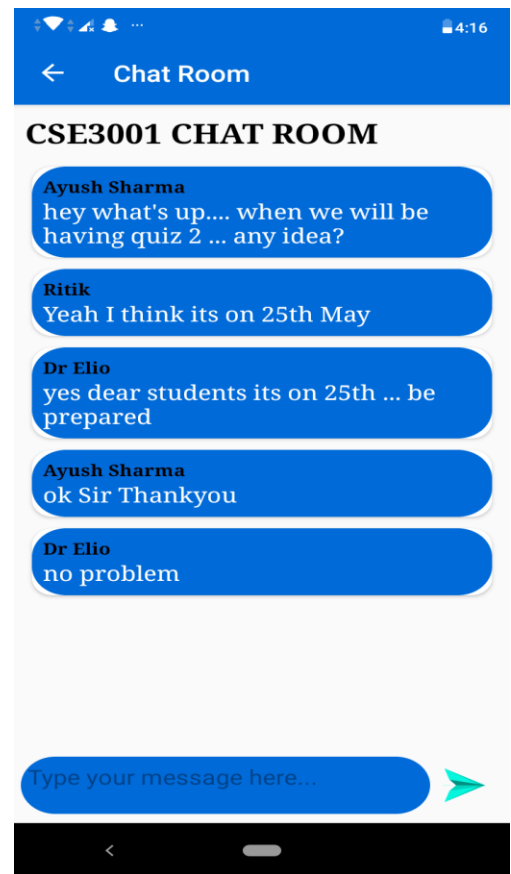 4:16
Chat Room
CSE3001 CHAT ROOM
Ayush Sharma
hey what's up.... when we will be
having quiz 2 ... any idea?
Ritik
Yeah I think its on 25th May
Dr Elio
yes dear students its on 25th ... be
prepared
Ayush Sharma
ok Sir Thankyou
Dr Elio
no problem
Type your message here...